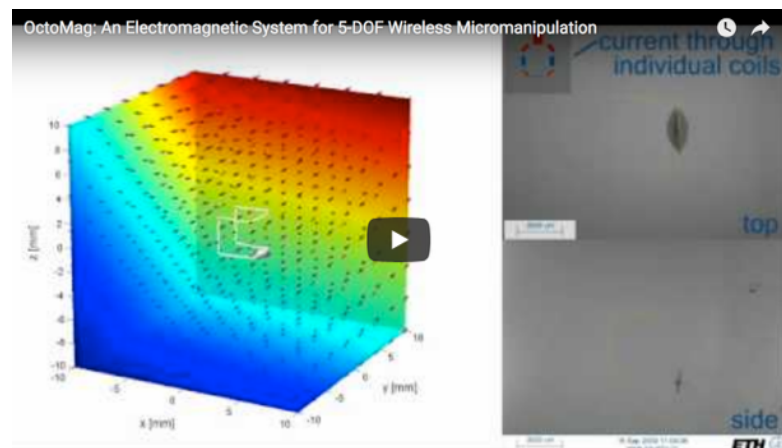 OctoMag: An Electromagnetic System for 5-DOF Wireless Micromanipulation
current through
individual coils
top
side
10
8
6
4
2
0
-2
-4
-6
-8
-10
z [mm]
-10
-5
0
5
10
x [mm]
-10
-5
0
5
10
y [mm]
ETH